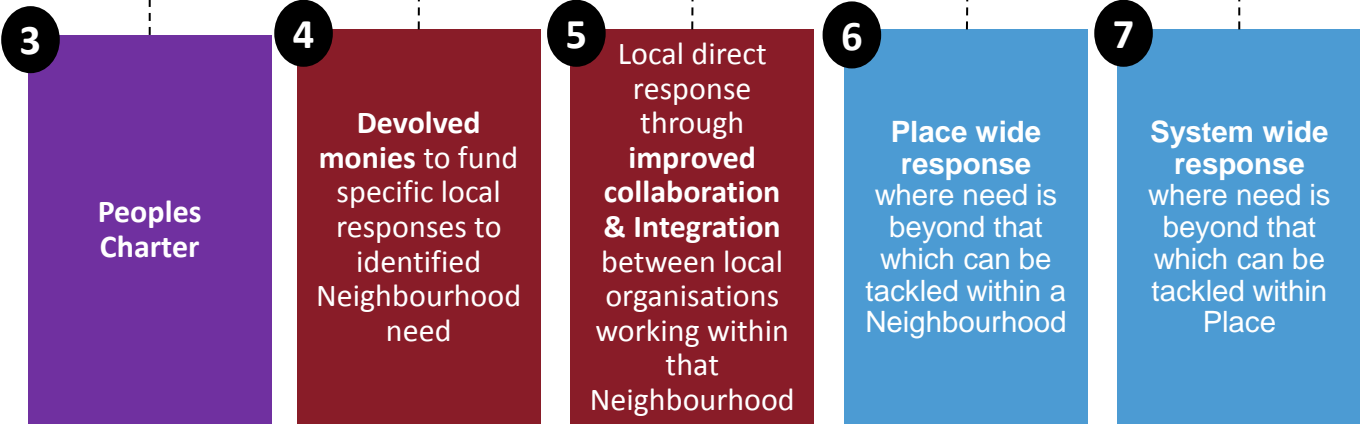 3
Peoples
Charter
4
Devolved
monies to fund
specific local
responses to
identified
Neighbourhood
need
5
Local direct
response
through
improved
collaboration
& Integration
between local
organisations
working within
that
Neighbourhood
6
Place wide
response
where need is
beyond that
which can be
tackled within a
Neighbourhood
7
System wide
response
where need is
beyond that
which can be
tackled within
Place